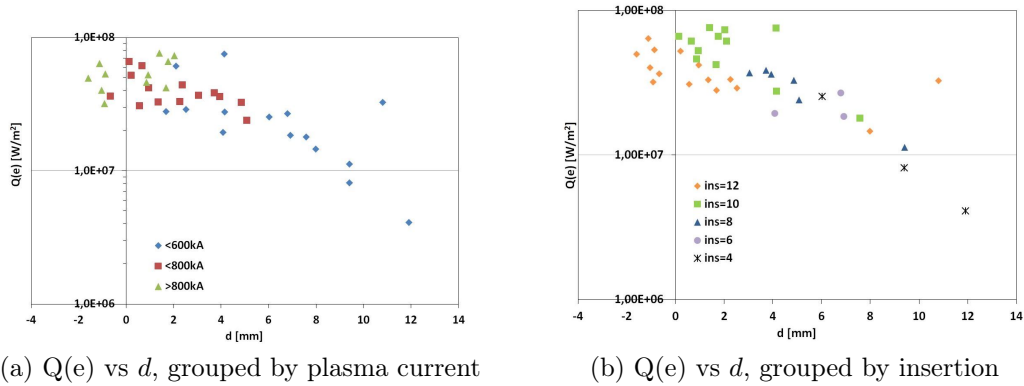 1,00E+08
Q(e) [W/m²]
1,00E+07
<600kA
<800kA
>800kA
1,00E+06
-4 -2 0 2 4 6 8 10 12 14
d [mm]
(a) Q(e) vs d, grouped by plasma current
1,00E+08
Q(e) [W/m²]
1,00E+07
ins=12
ins=10
ins=8
ins=6
ins=4
1,00E+06
-4 -2 0 2 4 6 8 10 12 14
d [mm]
(b) Q(e) vs d, grouped by insertion